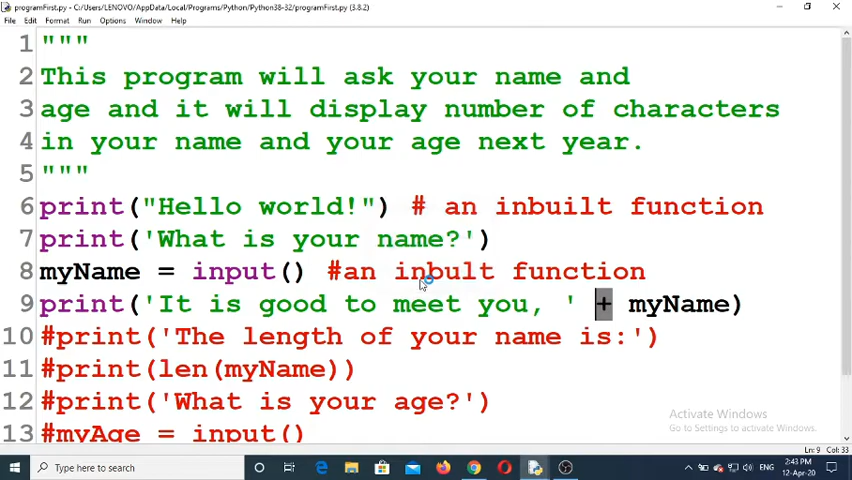 programFirst.py - C:/Users/LENOVO/AppData/Local/Programs/Python/Python38-32/programFirst.py (3.8.2)
File Edit Format Run Options Window Help
1 """
2 This program will ask your name and
3 age and it will display number of characters
4 in your name and your age next year.
5 """
6 print("Hello world!") # an inbuilt function
7 print('What is your name?')
8 myName = input() #an inbult function
9 print('It is good to meet you, ' + myName)
10 #print('The length of your name is:')
11 #print(len(myName))
12 #print('What is your age?')
13 #myAge = input()
Activate Windows
Go to Settings to activate Windows.
Ln: 9 Col: 33
Type here to search
ENG
2:43 PM
12-Apr-20